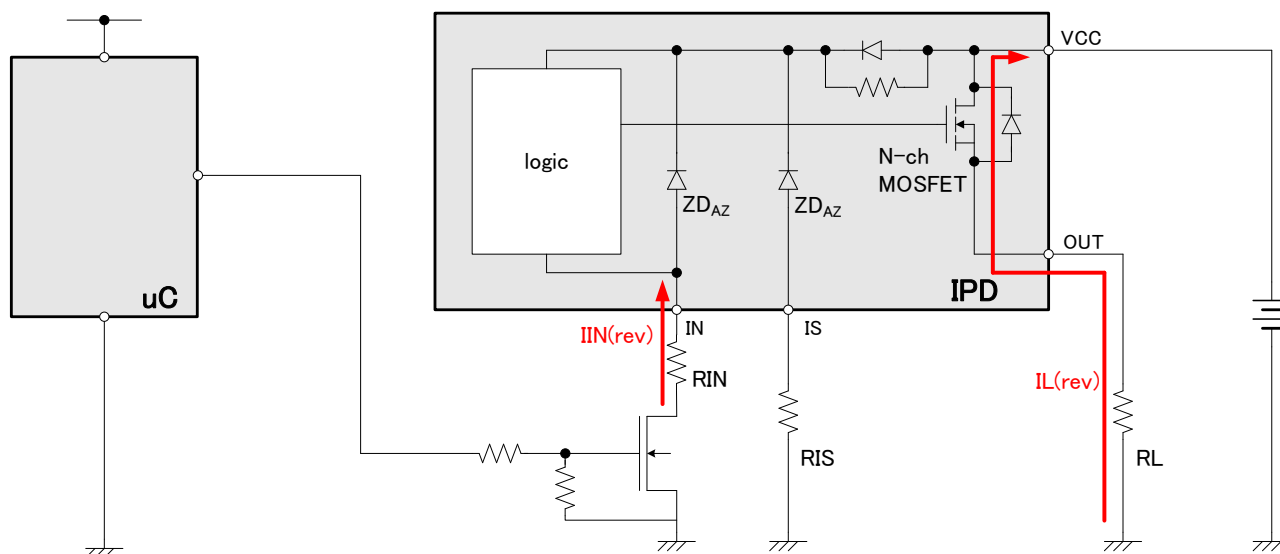 VCC
logic
N-ch
MOSFET
ZDAZ
ZDAZ
OUT
uC
IPD
IN
IS
IIN(rev)
RIN
IL(rev)
RIS
RL